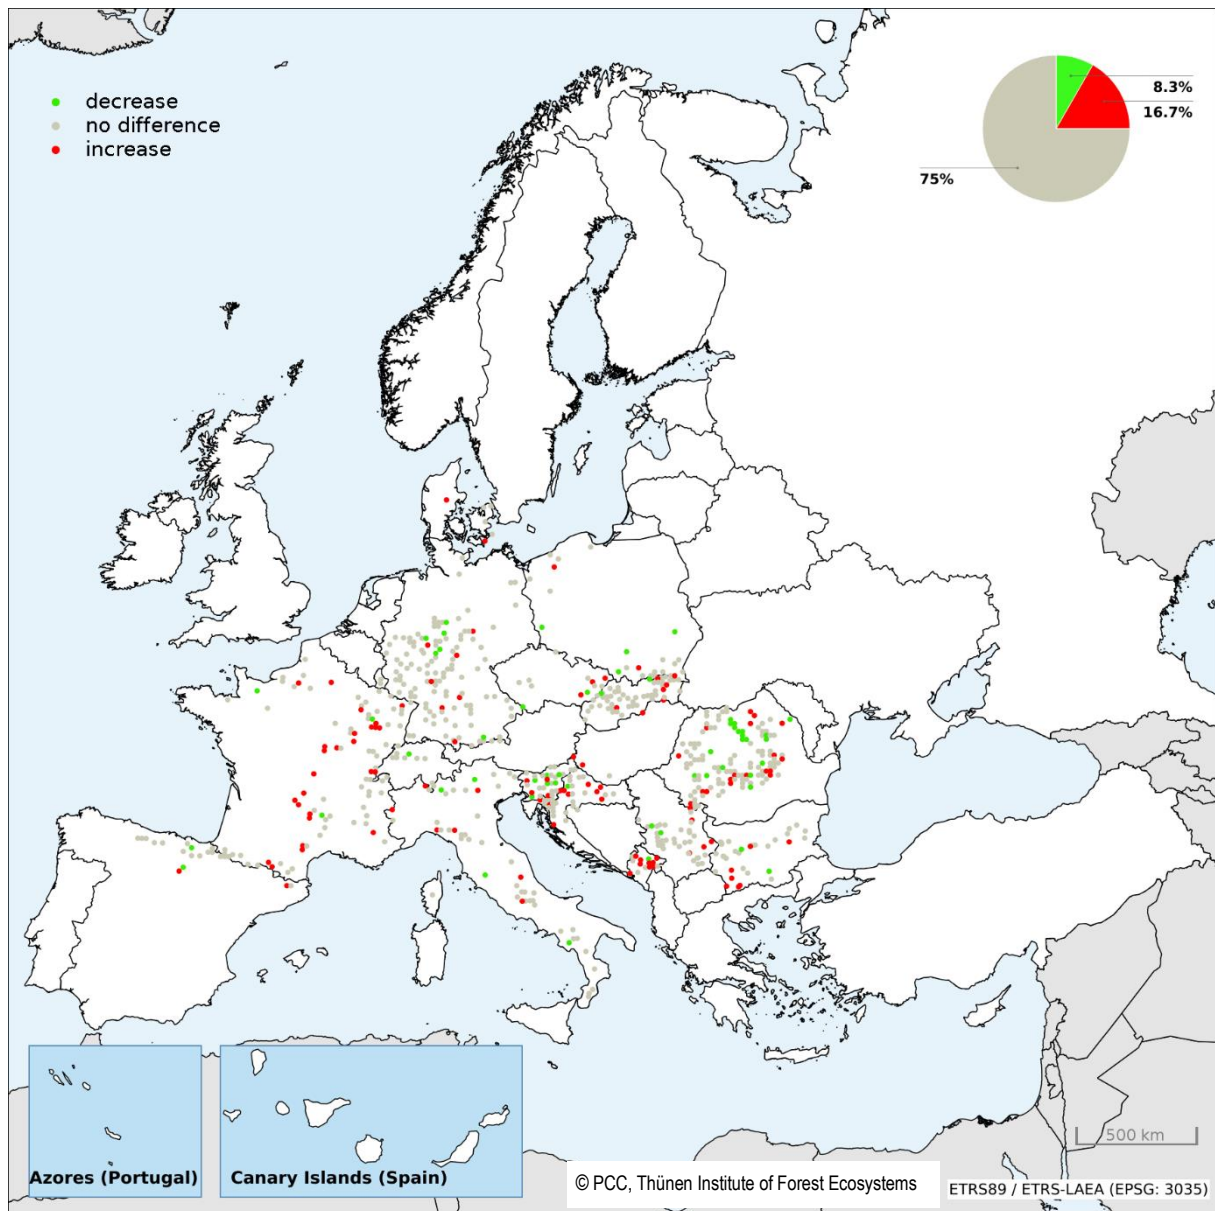 decrease
no difference
increase
8.3%
16.7%
75%
500 km
Azores (Portugal)
Canary Islands (Spain)
© PCC, Thünen Institute of Forest Ecosystems
ETRS89 / ETRS-LAEA (EPSG: 3035)